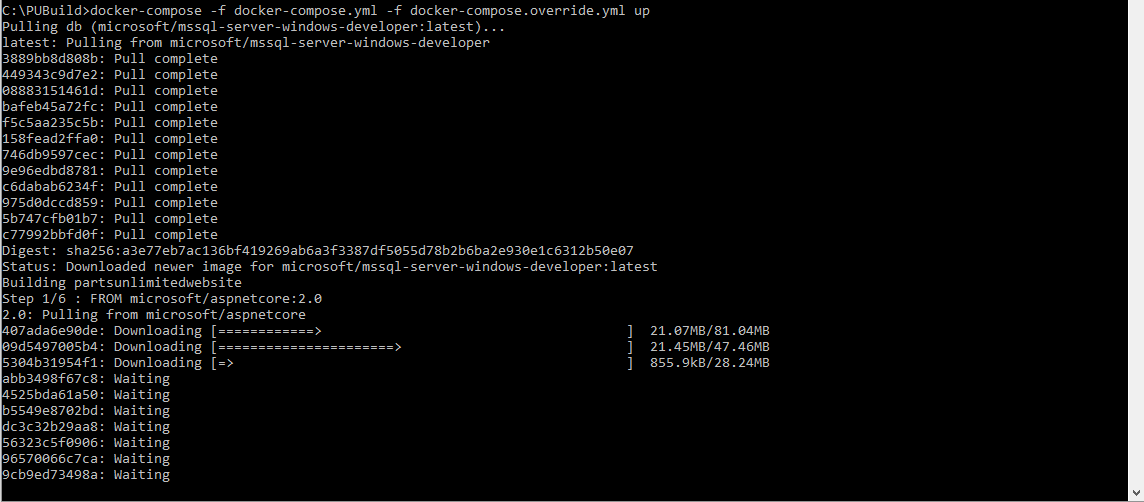 C:\PUBuild>docker-compose -f docker-compose.yml -f docker-compose.override.yml up
Pulling db (microsoft/mssql-server-windows-developer:latest)...
latest: Pulling from microsoft/mssql-server-windows-developer
3889bb8d808b: Pull complete
449343c9d7e2: Pull complete
08883151461d: Pull complete
bafeb45a72fc: Pull complete
f5c5aa235c5b: Pull complete
158fead2ffa0: Pull complete
746db9597cec: Pull complete
9e96edbd8781: Pull complete
c6dabab6234f: Pull complete
975d0dccd859: Pull complete
5b747cfb01b7: Pull complete
c77992bbfd0f: Pull complete
Digest: sha256:a3e77eb7ac136bf419269ab6a3f3387df5055d78b2b6ba2e930e1c6312b50e07
Status: Downloaded newer image for microsoft/mssql-server-windows-developer:latest
Building partsunlimitedwebsite
Step 1/6 : FROM microsoft/aspnetcore:2.0
2.0: Pulling from microsoft/aspnetcore
407ada6e90de: Downloading [============>                                      ]  21.07MB/81.04MB
09d5497005b4: Downloading [======================>                            ]  21.45MB/47.46MB
5304b31954f1: Downloading [=>                                                 ]  855.9kB/28.24MB
abb3498f67c8: Waiting
4525bda61a50: Waiting
b5549e8702bd: Waiting
dc3c32b29aa8: Waiting
56323c5f0906: Waiting
96570066c7ca: Waiting
9cb9ed73498a: Waiting